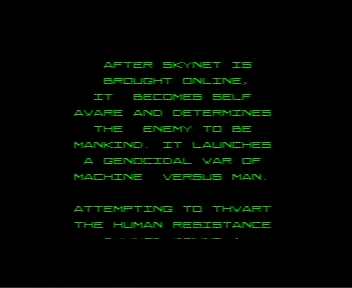 AFTER SKYNET IS
BROUGHT ONLINE,
IT BECOMES SELF
AWARE AND DETERMINES
THE ENEMY TO BE
MANKIND. IT LAUNCHES
A GENOCIDAL WAR OF
MACHINE VERSUS MAN.
ATTEMPTING TO THWART
THE HUMAN RESISTANCE